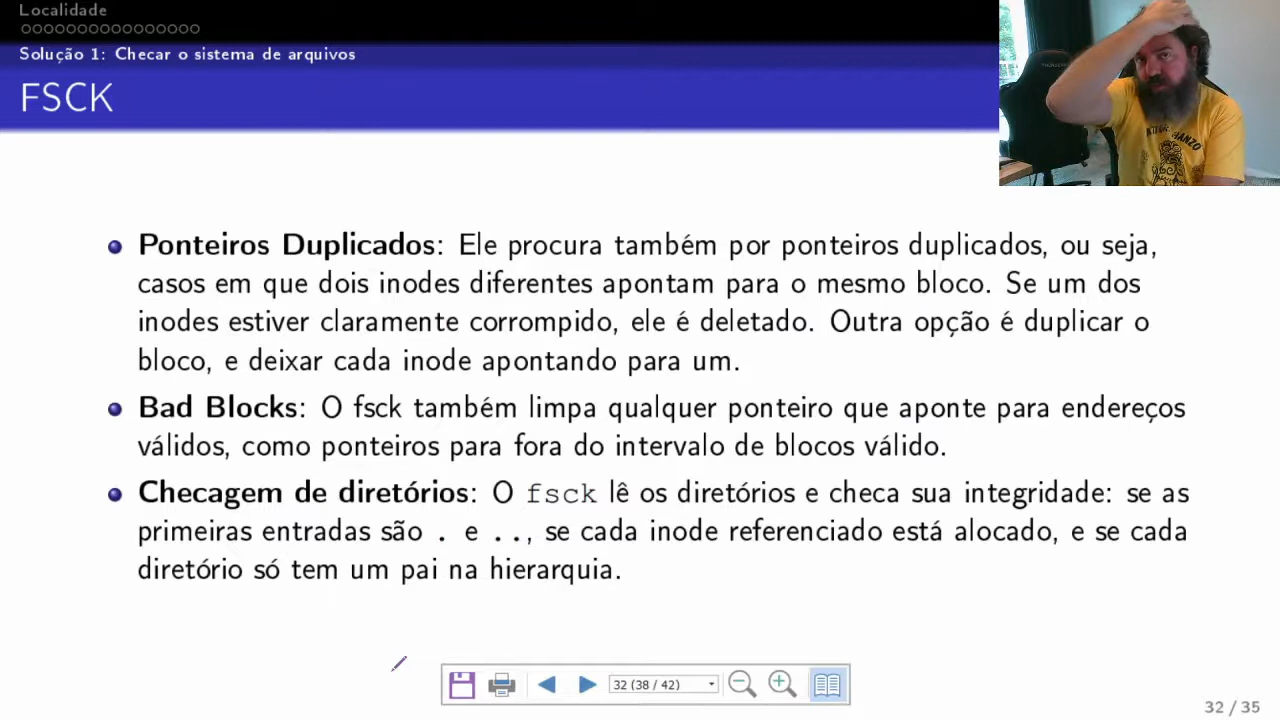 Localidade
Solução 1: Checar o sistema de arquivos
FSCK
Ponteiros Duplicados: Ele procura também por ponteiros duplicados, ou seja,
casos em que dois inodes diferentes apontam para o mesmo bloco. Se um dos
inodes estiver claramente corrompido, ele é deletado. Outra opção é duplicar o
bloco, e deixar cada inode apontando para um.
Bad Blocks: O fsck também limpa qualquer ponteiro que aponte para endereços
válidos, como ponteiros para fora do intervalo de blocos válido.
Checagem de diretórios: O fsck lê os diretórios e checa sua integridade: se as
primeiras entradas são . e .., se cada inode referenciado está alocado, e se cada
diretório só tem um pai na hierarquia.
32 (38 / 42)
32 / 35